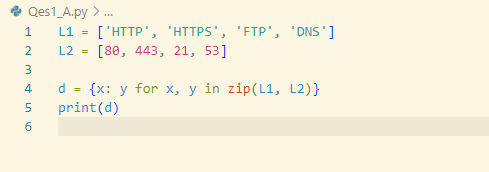 Qes1_A.py > ...
1 L1 = ['HTTP', 'HTTPS', 'FTP', 'DNS']
2 L2 = [80, 443, 21, 53]
3
4 d = {x: y for x, y in zip(L1, L2)}
5 print(d)
6